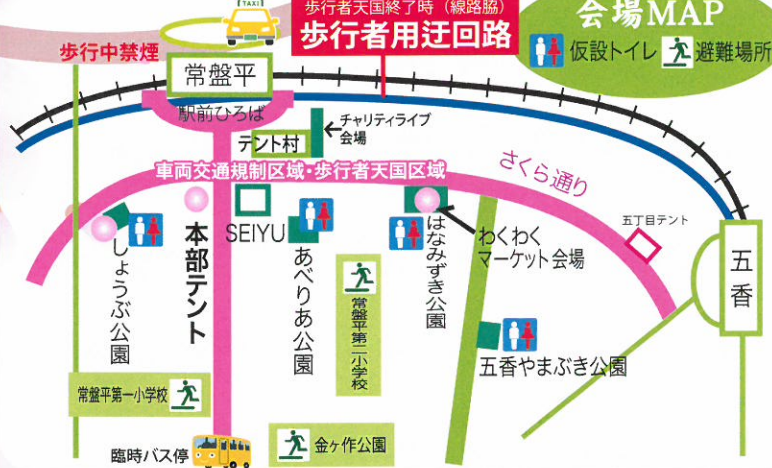 TAXI
歩行者天国終了時（線路脇）
歩行者用迂回路
会場MAP
仮設トイレ
避難場所
歩行中禁煙
常盤平
駅前ひろば
チャリティライブ
会場
テント村
車両交通規制区域・歩行者天国区域
さくら通り
五丁目テント
五香
しょうぶ公園
本部テント
SEIYU
あべりあ公園
はなみずき公園
わくわく
マーケット会場
常盤平第二小学校
五香やまぶき公園
常盤平第一小学校
臨時バス停
金ヶ作公園